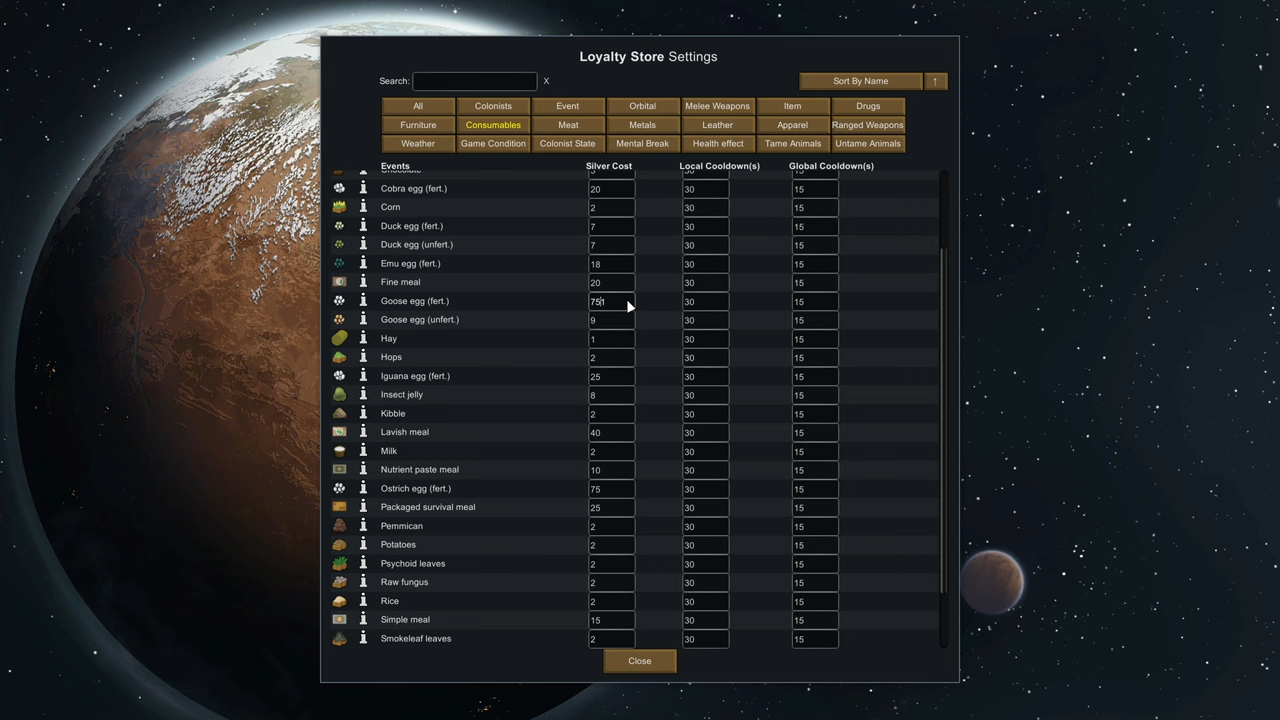 Loyalty Store Settings
Search: X Sort By Name ↑
All Colonists Event Orbital Melee Weapons Item Drugs
Furniture Consumables Meat Metals Leather Apparel Ranged Weapons
Weather Game Condition Colonist State Mental Break Health effect Tame Animals Untame Animals
Events Silver Cost Local Cooldown(s) Global Cooldown(s)
Chocolate 30 15
Cobra egg (fert.) 20 30 15
Corn 2 30 15
Duck egg (fert.) 7 30 15
Duck egg (unfert.) 7 30 15
Emu egg (fert.) 18 30 15
Fine meal 20 30 15
Goose egg (fert.) 751 30 15
Goose egg (unfert.) 9 30 15
Hay 1 30 15
Hops 2 30 15
Iguana egg (fert.) 25 30 15
Insect jelly 8 30 15
Kibble 2 30 15
Lavish meal 40 30 15
Milk 2 30 15
Nutrient paste meal 10 30 15
Ostrich egg (fert.) 75 30 15
Packaged survival meal 25 30 15
Pemmican 2 30 15
Potatoes 2 30 15
Psychoid leaves 2 30 15
Raw fungus 2 30 15
Rice 2 30 15
Simple meal 15 30 15
Smokeleaf leaves 2 30 15
Close